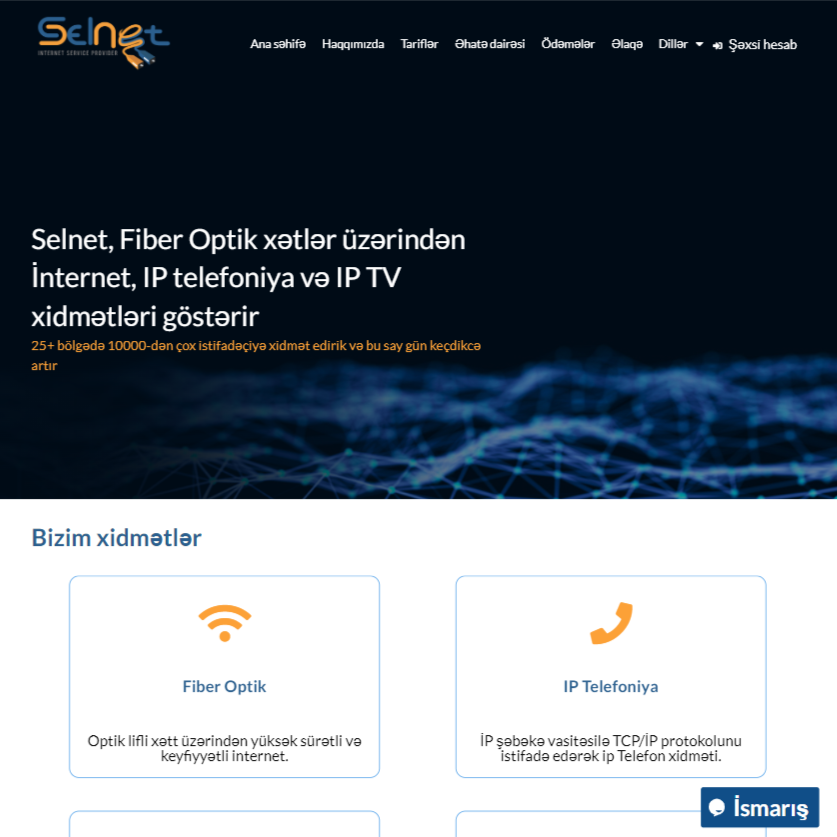 Selnet
INTERNET SERVICE PROVIDER
Ana səhifə Haqqımızda Tariflər Əhatə dairəsi Ödəmələr Əlaqə Dillər Şəxsi hesab
Selnet, Fiber Optik xətlər üzərindən
İnternet, IP telefoniya və IP TV
xidmətləri göstərir
25+ bölgədə 10000-dən çox istifadəçiyə xidmət edirik və bu say gün keçdikcə
artır
Bizim xidmətlər
Fiber Optik
Optik lifli xətt üzərindən yüksək sürətli və
keyfiyyətli internet.
IP Telefoniya
İP şəbəkə vasitəsilə TCP/İP protokolunu
istifadə edərək ip Telefon xidməti.
İsmarış